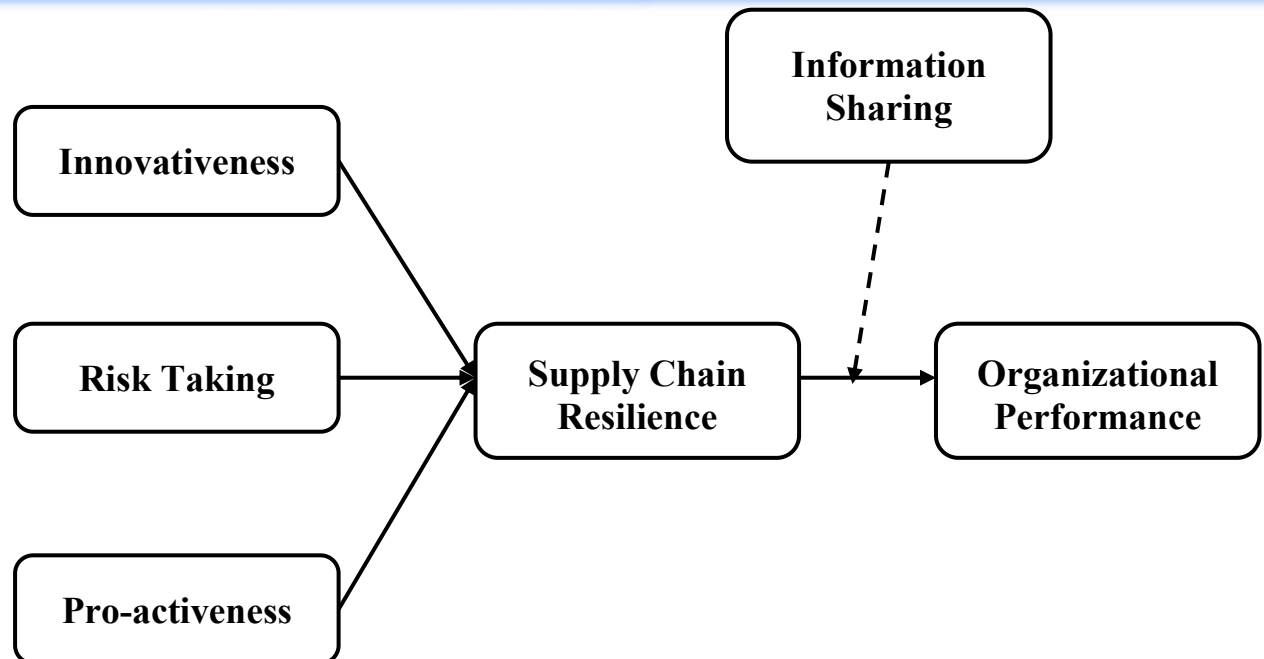 Information
Sharing
Innovativeness
Risk Taking
Supply Chain
Resilience
Organizational
Performance
Pro-activeness